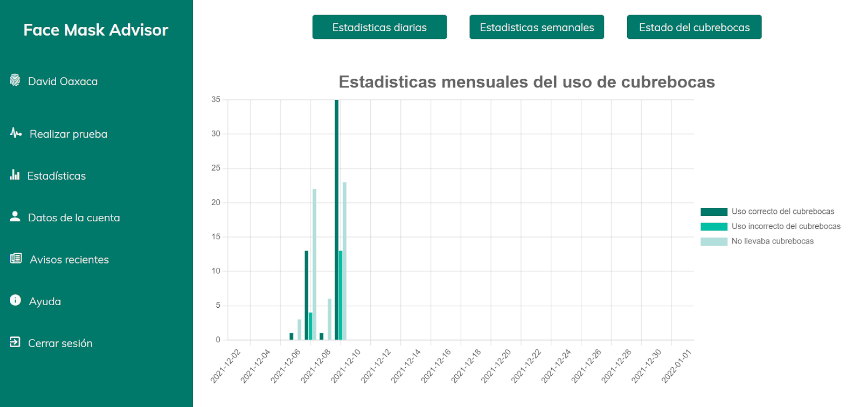 Face Mask Advisor
David Oaxaca
Realizar prueba
Estadísticas
Datos de la cuenta
Avisos recientes
Ayuda
Cerrar sesión
Estadisticas diarias
Estadisticas semanales
Estado del cubrebocas
Estadisticas mensuales del uso de cubrebocas
35
30
25
20
15
10
5
0
2021-12-02
2021-12-04
2021-12-06
2021-12-08
2021-12-10
2021-12-12
2021-12-14
2021-12-16
2021-12-18
2021-12-20
2021-12-22
2021-12-24
2021-12-26
2021-12-28
2021-12-30
2022-01-01
Uso correcto del cubrebocas
Uso incorrecto del cubrebocas
No llevaba cubrebocas